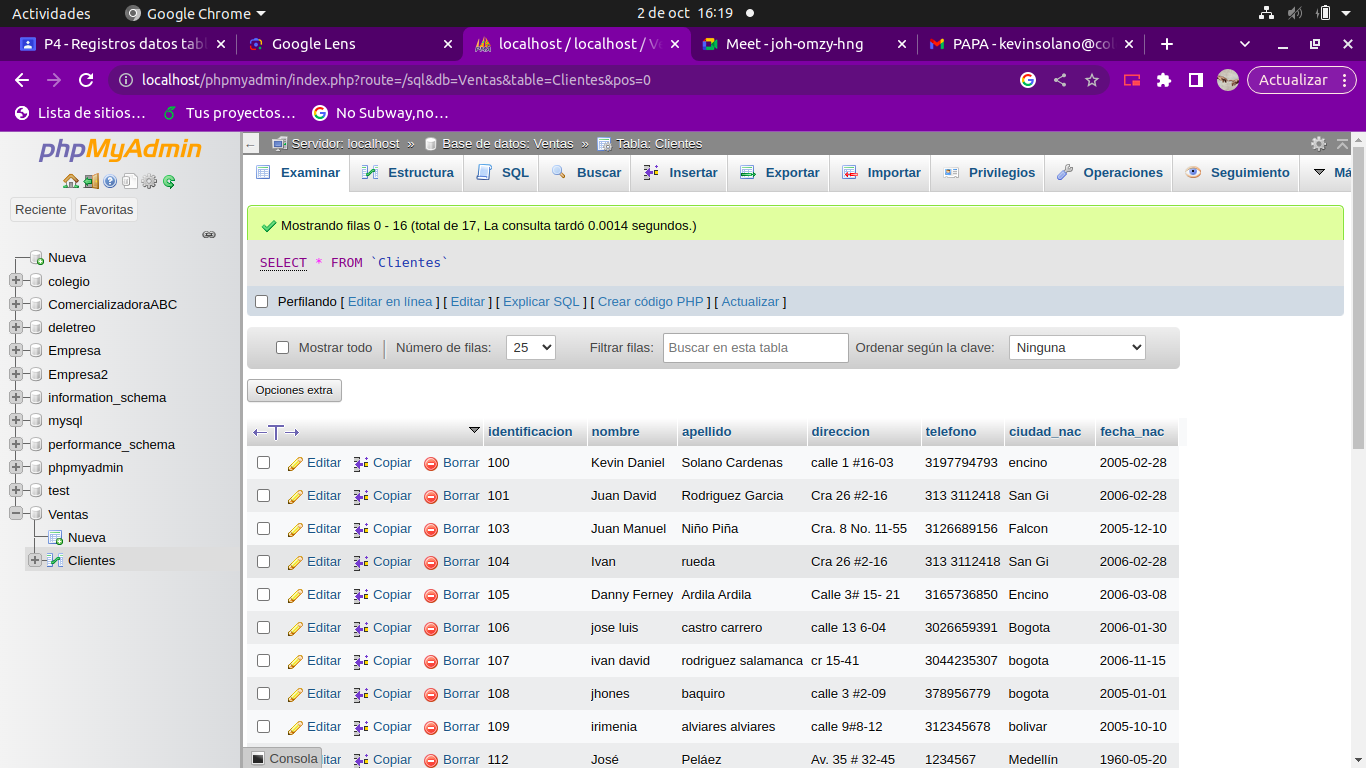 Actividades Google Chrome 2 de oct 16:19
P4 - Registros datos tabl Google Lens localhost / localhost / Ve Meet - joh-omzy-hng PAPA - kevinsolano@col
localhost/phpmyadmin/index.php?route=/sql&db=Ventas&table=Clientes&pos=0 Actualizar
Lista de sitios… Tus proyectos… No Subway,no…
phpMyAdmin
Reciente Favoritas
Nueva
colegio
ComercializadoraABC
deletreo
Empresa
Empresa2
information_schema
mysql
performance_schema
phpmyadmin
test
Ventas
Nueva
Clientes
Servidor: localhost » Base de datos: Ventas » Tabla: Clientes
Examinar Estructura SQL Buscar Insertar Exportar Importar Privilegios Operaciones Seguimiento Má
Mostrando filas 0 - 16 (total de 17, La consulta tardó 0.0014 segundos.)
SELECT * FROM `Clientes`
Perfilando [ Editar en línea ] [ Editar ] [ Explicar SQL ] [ Crear código PHP ] [ Actualizar ]
Mostrar todo Número de filas: 25 Filtrar filas: Buscar en esta tabla Ordenar según la clave: Ninguna
Opciones extra
←T→ identificacion nombre apellido direccion telefono ciudad_nac fecha_nac
Editar Copiar Borrar 100 Kevin Daniel Solano Cardenas calle 1 #16-03 3197794793 encino 2005-02-28
Editar Copiar Borrar 101 Juan David Rodriguez Garcia Cra 26 #2-16 313 3112418 San Gi 2006-02-28
Editar Copiar Borrar 103 Juan Manuel Niño Piña Cra. 8 No. 11-55 3126689156 Falcon 2005-12-10
Editar Copiar Borrar 104 Ivan rueda Cra 26 #2-16 313 3112418 San Gi 2006-02-28
Editar Copiar Borrar 105 Danny Ferney Ardila Ardila Calle 3# 15- 21 3165736850 Encino 2006-03-08
Editar Copiar Borrar 106 jose luis castro carrero calle 13 6-04 3026659391 Bogota 2006-01-30
Editar Copiar Borrar 107 ivan david rodriguez salamanca cr 15-41 3044235307 bogota 2006-11-15
Editar Copiar Borrar 108 jhones baquiro calle 3 #2-09 378956779 bogota 2005-01-01
Editar Copiar Borrar 109 irimenia alviares alviares calle 9#8-12 312345678 bolivar 2005-10-10
itar Copiar Borrar 112 José Peláez Av. 35 # 32-45 1234567 Medellín 1960-05-20
Consola